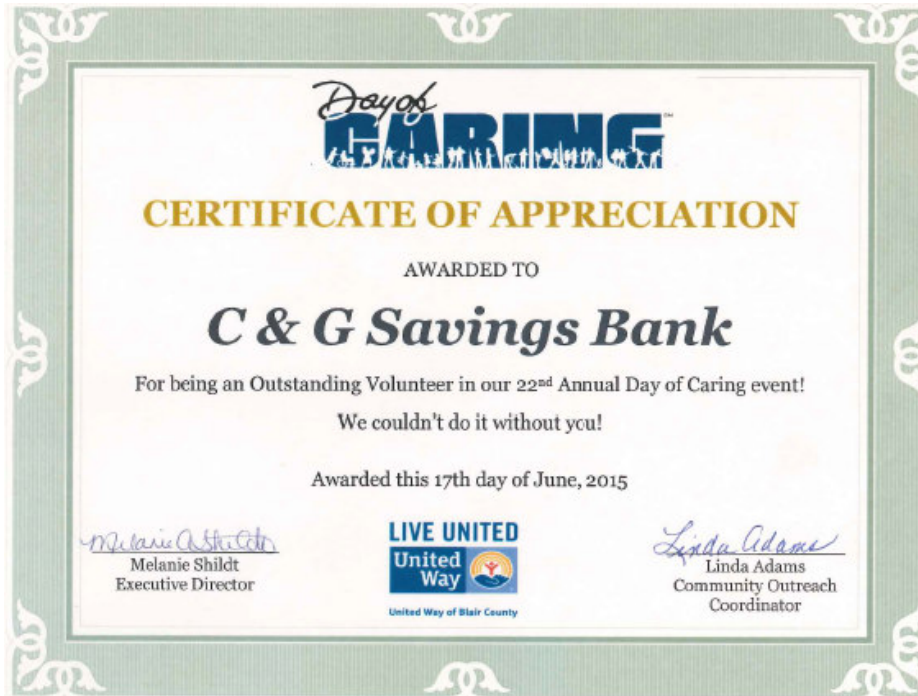 Day of
CARING™
CERTIFICATE OF APPRECIATION
AWARDED TO
C & G Savings Bank
For being an Outstanding Volunteer in our 22nd Annual Day of Caring event!
We couldn't do it without you!
Awarded this 17th day of June, 2015
LIVE UNITED
United
Way
United Way of Blair County
Melanie Shildt
Executive Director
Linda Adams
Linda Adams
Community Outreach
Coordinator